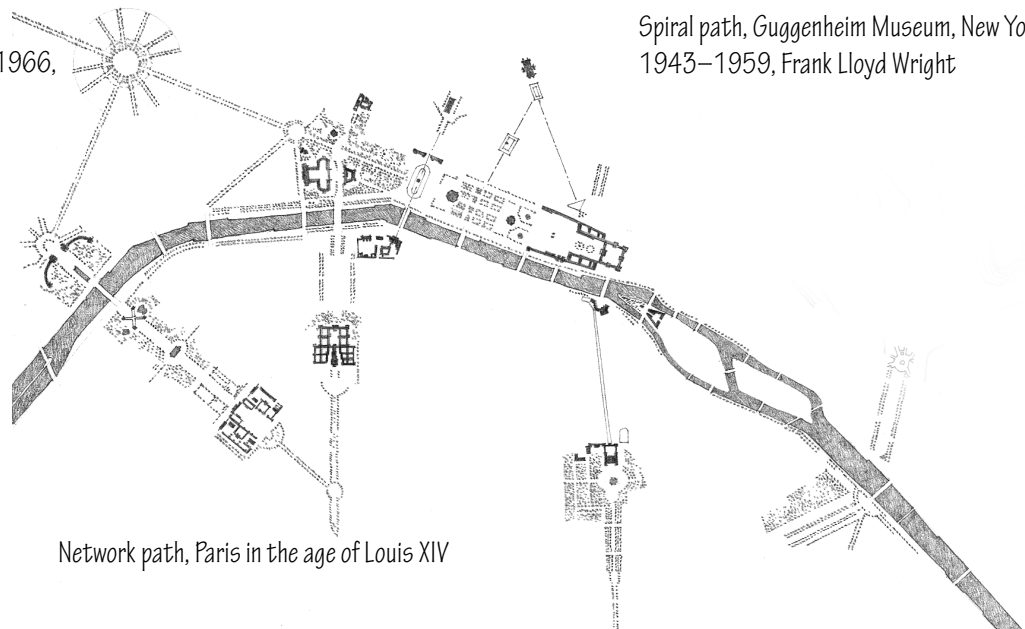 1966,
Spiral path, Guggenheim Museum, New Yo
1943–1959, Frank Lloyd Wright
Network path, Paris in the age of Louis XIV